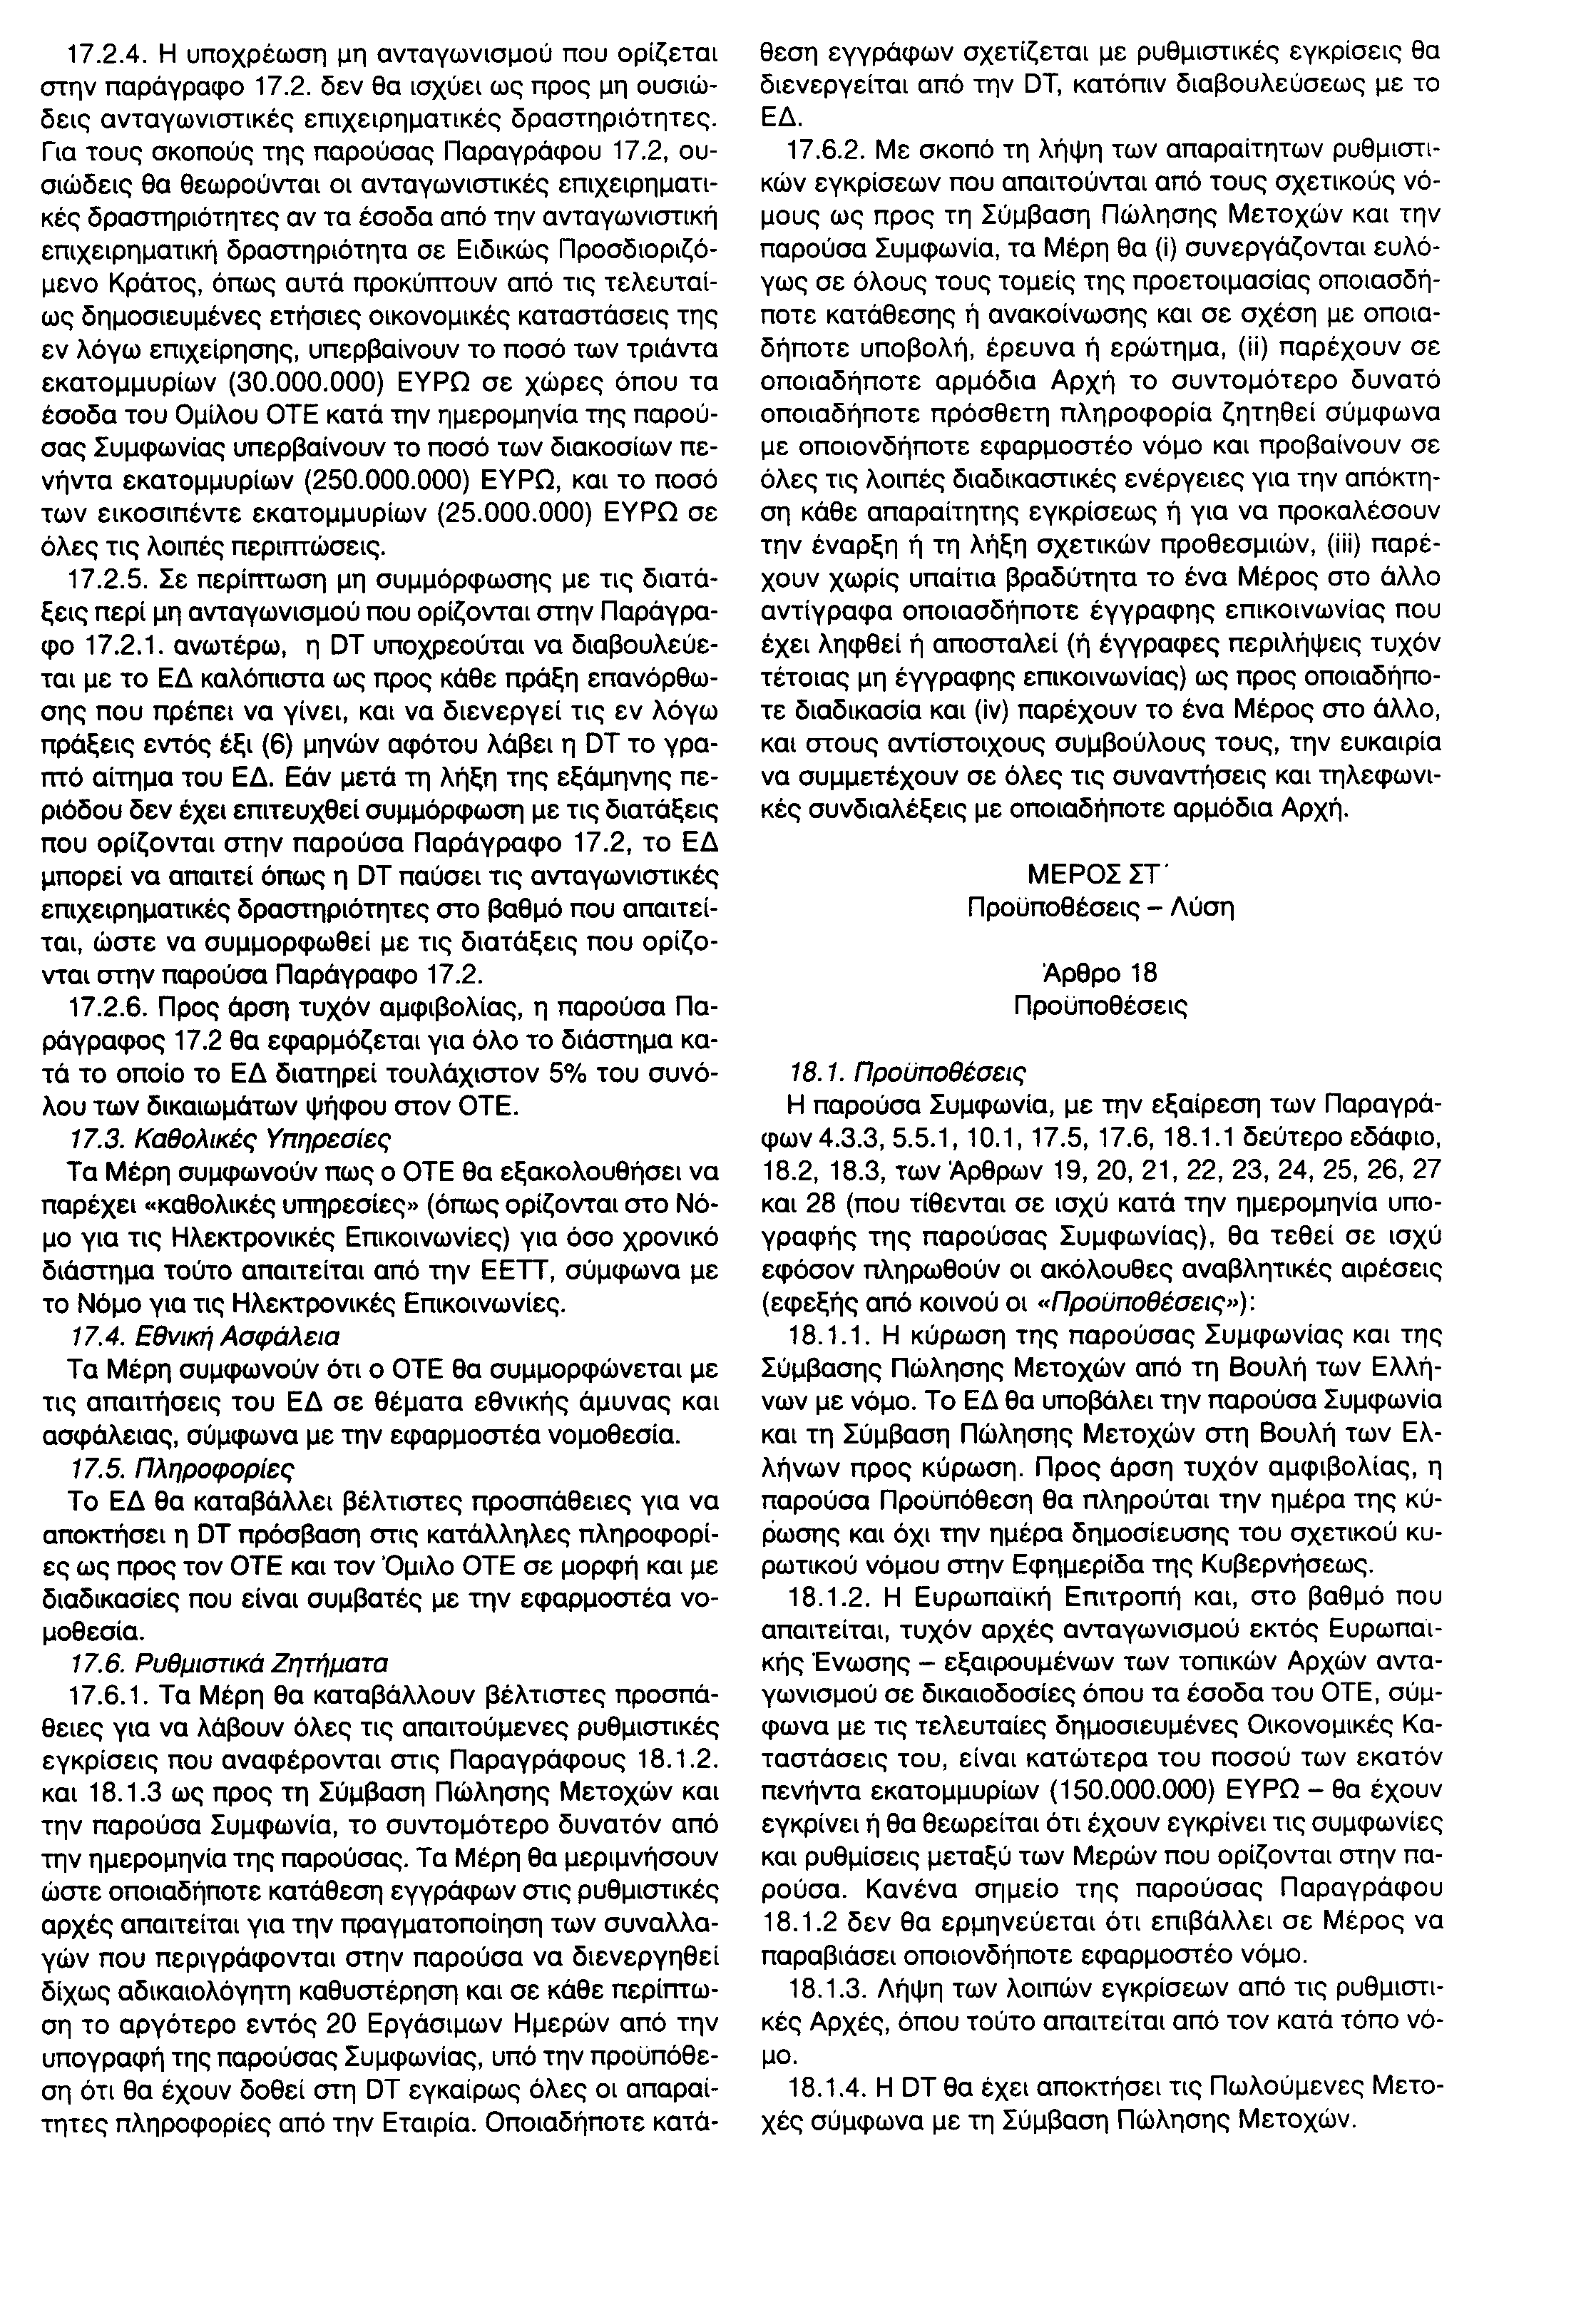 17.2.4. Η υποχρέωση μη ανταγωνισμού που ορίζεται
στην παράγραφο 17.2. δεν θα ισχύει ως προς μη ουσιώ-
δεις ανταγωνιστικές επιχειρηματικές δραστηριότητες.
Για τους σκοπούς της παρούσας Παραγράφου 17.2, ου-
σιώδεις θα θεωρούνται οι ανταγωνιστικές επιχειρηματι-
κές δραστηριότητες αν τα έσοδα από την ανταγωνιστική
επιχειρηματική δραστηριότητα σε Ειδικώς Προσδιοριζό-
μενο Κράτος, όπως αυτά προκύπτουν από τις τελευταί-
ως δημοσιευμένες ετήσιες οικονομικές καταστάσεις της
εν λόγω επιχείρησης, υπερβαίνουν το ποσό των τριάντα
εκατομμυρίων (30.000.000) ΕΥΡΩ σε χώρες όπου τα
έσοδα του Ομίλου ΟΤΕ κατά την ημερομηνία της παρού-
σας Συμφωνίας υπερβαίνουν το ποσό των διακοσίων πε-
νήντα εκατομμυρίων (250.000.000) ΕΥΡΩ, και το ποσό
των εικοσιπέντε εκατομμυρίων (25.000.000) ΕΥΡΩ σε
όλες τις λοιπές περιπτώσεις.
17.2.5. Σε περίπτωση μη συμμόρφωσης με τις διατά-
ξεις περί μη ανταγωνισμού που ορίζονται στην Παράγρα-
φο 17.2.1. ανωτέρω, η DT υποχρεούται να διαβουλεύε-
ται με το ΕΔ καλόπιστα ως προς κάθε πράξη επανόρθω-
σης που πρέπει να γίνει, και να διενεργεί τις εν λόγω
πράξεις εντός έξι (6) μηνών αφότου λάβει η DT το γρα-
πτό αίτημα του ΕΔ. Εάν μετά τη λήξη της εξάμηνης πε-
ριόδου δεν έχει επιτευχθεί συμμόρφωση με τις διατάξεις
που ορίζονται στην παρούσα Παράγραφο 17.2, το ΕΔ
μπορεί να απαιτεί όπως η DT παύσει τις ανταγωνιστικές
επιχειρηματικές δραστηριότητες στο βαθμό που απαιτεί-
ται, ώστε να συμμορφωθεί με τις διατάξεις που ορίζο-
νται στην παρούσα Παράγραφο 17.2.
17.2.6. Προς άρση τυχόν αμφιβολίας, η παρούσα Πα-
ράγραφος 17.2 θα εφαρμόζεται για όλο το διάστημα κα-
τά το οποίο το ΕΔ διατηρεί τουλάχιστον 5% του συνό-
λου των δικαιωμάτων ψήφου στον ΟΤΕ.
17.3. Καθολικές Υπηρεσίες
Τα Μέρη συμφωνούν πως ο ΟΤΕ θα εξακολουθήσει να
παρέχει «καθολικές υπηρεσίες» (όπως ορίζονται στο Νό-
μο για τις Ηλεκτρονικές Επικοινωνίες) για όσο χρονικό
διάστημα τούτο απαιτείται από την ΕΕΤΤ, σύμφωνα με
το Νόμο για τις Ηλεκτρονικές Επικοινωνίες.
17.4. Εθνική Ασφάλεια
Τα Μέρη συμφωνούν ότι ο ΟΤΕ θα συμμορφώνεται με
τις απαιτήσεις του ΕΔ σε θέματα εθνικής άμυνας και
ασφάλειας, σύμφωνα με την εφαρμοστέα νομοθεσία.
17.5. Πληροφορίες
Το ΕΔ θα καταβάλλει βέλτιστες προσπάθειες για να
αποκτήσει η DT πρόσβαση στις κατάλληλες πληροφορί-
ες ως προς τον ΟΤΕ και τον Όμιλο ΟΤΕ σε μορφή και με
διαδικασίες που είναι συμβατές με την εφαρμοστέα νο-
μοθεσία.
17.6. Ρυθμιστικά Ζητήματα
17.6.1. Τα Μέρη θα καταβάλλουν βέλτιστες προσπά-
θειες για να λάβουν όλες τις απαιτούμενες ρυθμιστικές
εγκρίσεις που αναφέρονται στις Παραγράφους 18.1.2.
και 18.1.3 ως προς τη Σύμβαση Πώλησης Μετοχών και
την παρούσα Συμφωνία, το συντομότερο δυνατόν από
την ημερομηνία της παρούσας. Τα Μέρη θα μεριμνήσουν
ώστε οποιαδήποτε κατάθεση εγγράφων στις ρυθμιστικές
αρχές απαιτείται για την πραγματοποίηση των συναλλα-
γών που περιγράφονται στην παρούσα να διενεργηθεί
δίχως αδικαιολόγητη καθυστέρηση και σε κάθε περίπτω-
ση το αργότερο εντός 20 Εργάσιμων Ημερών από την
υπογραφή της παρούσας Συμφωνίας, υπό την προϋπόθε-
ση ότι θα έχουν δοθεί στη DT εγκαίρως όλες οι απαραί-
τητες πληροφορίες από την Εταιρία. Οποιαδήποτε κατά-
θεση εγγράφων σχετίζεται με ρυθμιστικές εγκρίσεις θα
διενεργείται από την DT, κατόπιν διαβουλεύσεως με το
ΕΔ.
17.6.2. Με σκοπό τη λήψη των απαραίτητων ρυθμιστι-
κών εγκρίσεων που απαιτούνται από τους σχετικούς νό-
μους ως προς τη Σύμβαση Πώλησης Μετοχών και την
παρούσα Συμφωνία, τα Μέρη θα (i) συνεργάζονται ευλό-
γως σε όλους τους τομείς της προετοιμασίας οποιασδή-
ποτε κατάθεσης ή ανακοίνωσης και σε σχέση με οποια-
δήποτε υποβολή, έρευνα ή ερώτημα, (ii) παρέχουν σε
οποιαδήποτε αρμόδια Αρχή το συντομότερο δυνατό
οποιαδήποτε πρόσθετη πληροφορία ζητηθεί σύμφωνα
με οποιονδήποτε εφαρμοστέο νόμο και προβαίνουν σε
όλες τις λοιπές διαδικαστικές ενέργειες για την απόκτη-
ση κάθε απαραίτητης εγκρίσεως ή για να προκαλέσουν
την έναρξη ή τη λήξη σχετικών προθεσμιών, (iii) παρέ-
χουν χωρίς υπαίτια βραδύτητα το ένα Μέρος στο άλλο
αντίγραφα οποιασδήποτε έγγραφης επικοινωνίας που
έχει ληφθεί ή αποσταλεί (ή έγγραφες περιλήψεις τυχόν
τέτοιας μη έγγραφης επικοινωνίας) ως προς οποιαδήπο-
τε διαδικασία και (iv) παρέχουν το ένα Μέρος στο άλλο,
και στους αντίστοιχους συμβούλους τους, την ευκαιρία
να συμμετέχουν σε όλες τις συναντήσεις και τηλεφωνι-
κές συνδιαλέξεις με οποιαδήποτε αρμόδια Αρχή.
ΜΕΡΟΣ ΣΤ΄
Προϋποθέσεις – Λύση
Άρθρο 18
Προϋποθέσεις
18.1. Προϋποθέσεις
Η παρούσα Συμφωνία, με την εξαίρεση των Παραγρά-
φων 4.3.3, 5.5.1, 10.1, 17.5, 17.6, 18.1.1 δεύτερο εδάφιο,
18.2, 18.3, των Άρθρων 19, 20, 21, 22, 23, 24, 25, 26, 27
και 28 (που τίθενται σε ισχύ κατά την ημερομηνία υπο-
γραφής της παρούσας Συμφωνίας), θα τεθεί σε ισχύ
εφόσον πληρωθούν οι ακόλουθες αναβλητικές αιρέσεις
(εφεξής από κοινού οι «Προϋποθέσεις»):
18.1.1. Η κύρωση της παρούσας Συμφωνίας και της
Σύμβασης Πώλησης Μετοχών από τη Βουλή των Ελλή-
νων με νόμο. Το ΕΔ θα υποβάλει την παρούσα Συμφωνία
και τη Σύμβαση Πώλησης Μετοχών στη Βουλή των Ελ-
λήνων προς κύρωση. Προς άρση τυχόν αμφιβολίας, η
παρούσα Προϋπόθεση θα πληρούται την ημέρα της κύ-
ρωσης και όχι την ημέρα δημοσίευσης του σχετικού κυ-
ρωτικού νόμου στην Εφημερίδα της Κυβερνήσεως.
18.1.2. Η Ευρωπαϊκή Επιτροπή και, στο βαθμό που
απαιτείται, τυχόν αρχές ανταγωνισμού εκτός Ευρωπαϊ-
κής Ένωσης – εξαιρουμένων των τοπικών Αρχών αντα-
γωνισμού σε δικαιοδοσίες όπου τα έσοδα του ΟΤΕ, σύμ-
φωνα με τις τελευταίες δημοσιευμένες Οικονομικές Κα-
ταστάσεις του, είναι κατώτερα του ποσού των εκατόν
πενήντα εκατομμυρίων (150.000.000) ΕΥΡΩ – θα έχουν
εγκρίνει ή θα θεωρείται ότι έχουν εγκρίνει τις συμφωνίες
και ρυθμίσεις μεταξύ των Μερών που ορίζονται στην πα-
ρούσα. Κανένα σημείο της παρούσας Παραγράφου
18.1.2 δεν θα ερμηνεύεται ότι επιβάλλει σε Μέρος να
παραβιάσει οποιονδήποτε εφαρμοστέο νόμο.
18.1.3. Λήψη των λοιπών εγκρίσεων από τις ρυθμιστι-
κές Αρχές, όπου τούτο απαιτείται από τον κατά τόπο νό-
μο.
18.1.4. Η DT θα έχει αποκτήσει τις Πωλούμενες Μετο-
χές σύμφωνα με τη Σύμβαση Πώλησης Μετοχών.